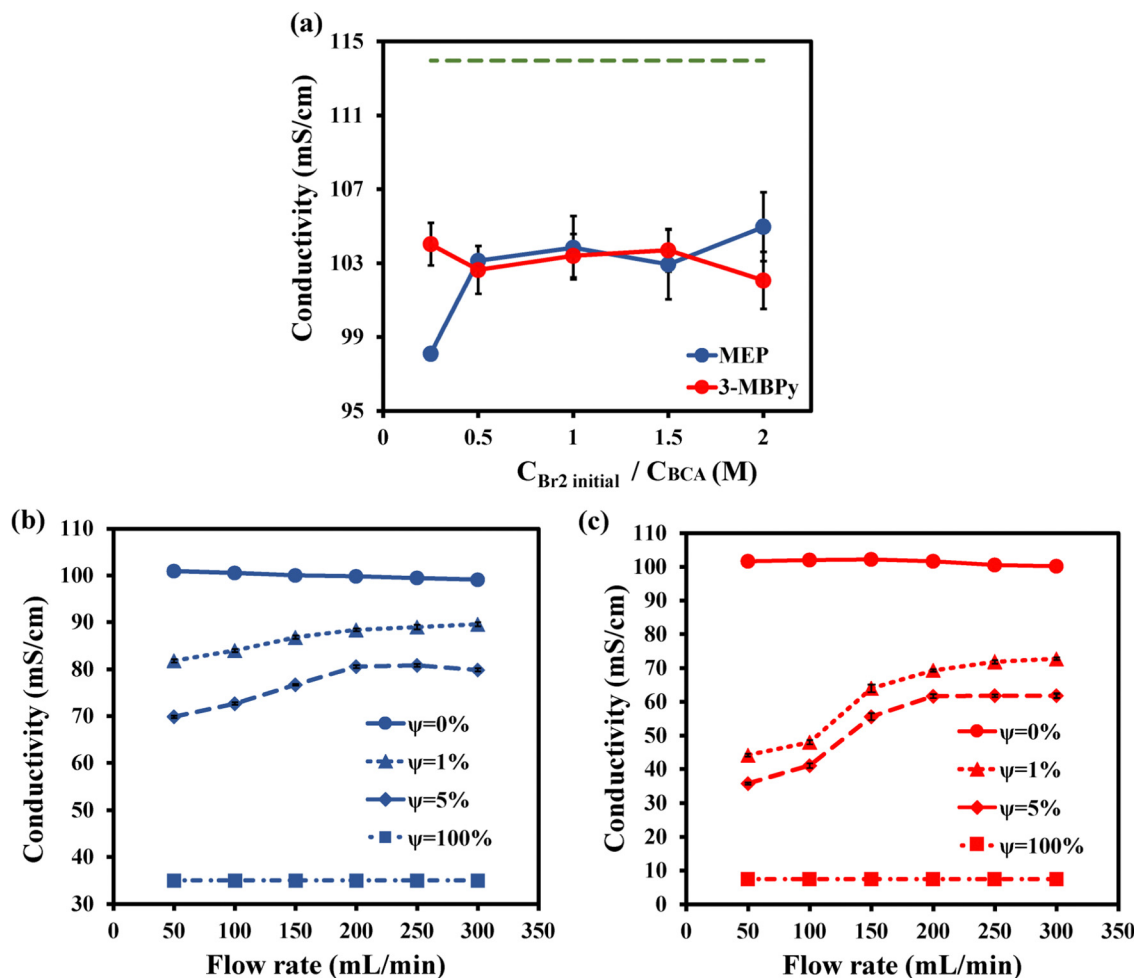 (a)
115
111
107
103
99
95
Conductivity (mS/cm)
0
0.5
1
1.5
2
MEP
3-MBPy
C_Br2 initial / C_BCA (M)
(b)
110
100
90
80
70
60
50
40
30
Conductivity (mS/cm)
ψ=0%
ψ=1%
ψ=5%
ψ=100%
0
50
100
150
200
250
300
350
Flow rate (mL/min)
(c)
110
100
90
80
70
60
50
40
30
20
10
0
Conductivity (mS/cm)
ψ=0%
ψ=1%
ψ=5%
ψ=100%
0
50
100
150
200
250
300
350
Flow rate (mL/min)